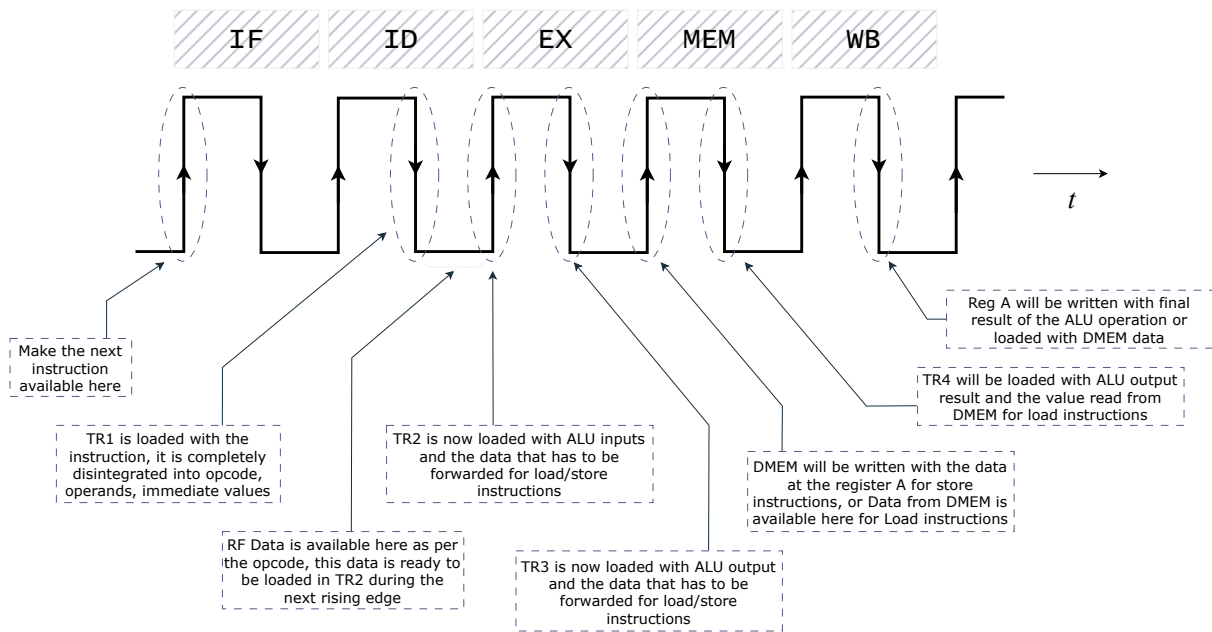 IF
ID
EX
MEM
WB
t
Reg A will be written with final
result of the ALU operation or
loaded with DMEM data
Make the next
instruction
available here
TR4 will be loaded with ALU output
result and the value read from
DMEM for load instructions
TR1 is loaded with the
instruction, it is completely
disintegrated into opcode,
operands, immediate values
TR2 is now loaded with ALU inputs
and the data that has to be
forwarded for load/store
instructions
DMEM will be written with the data
at the register A for store
instructions, or Data from DMEM is
available here for Load instructions
RF Data is available here as per
the opcode, this data is ready to
be loaded in TR2 during the
next rising edge
TR3 is now loaded with ALU output
and the data that has to be
forwarded for load/store
instructions